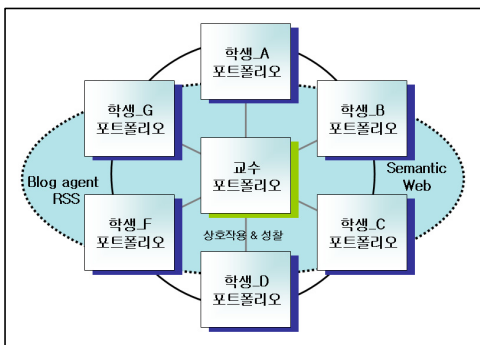 학생_A
포트폴리오
학생_G
포트폴리오
학생_B
포트폴리오
교수
포트폴리오
Blog agent
RSS
Semantic
Web
학생_F
포트폴리오
학생_C
포트폴리오
상호작용 & 성찰
학생_D
포트폴리오